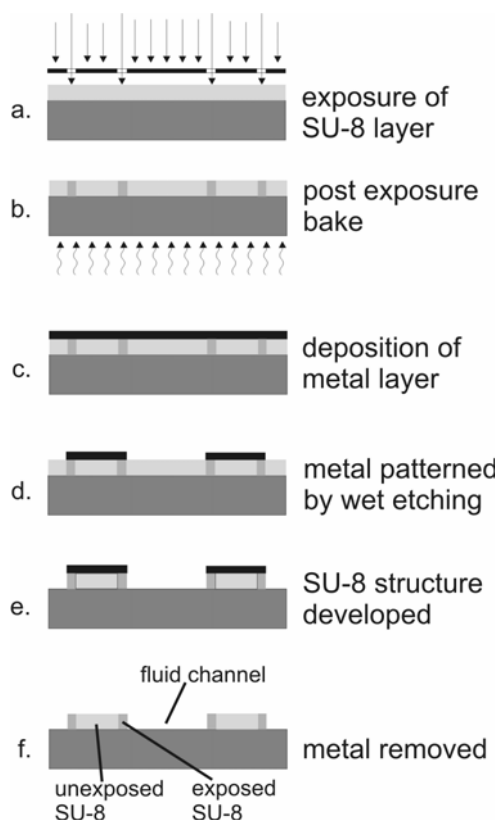 a.
exposure of
SU-8 layer
b.
post exposure
bake
c.
deposition of
metal layer
d.
metal patterned
by wet etching
e.
SU-8 structure
developed
fluid channel
f.
metal removed
unexposed
SU-8
exposed
SU-8